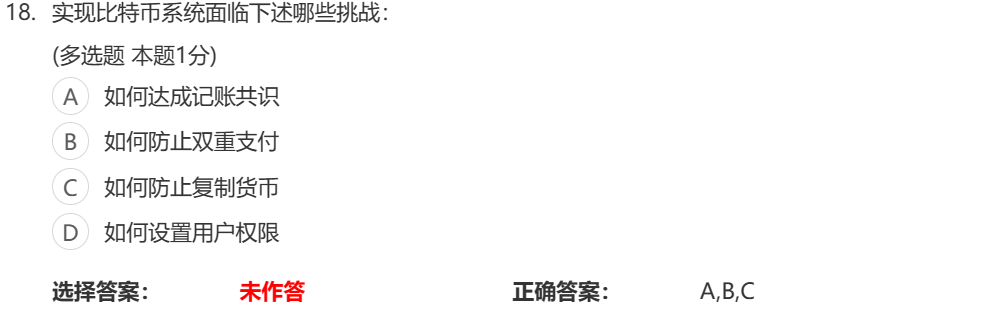 18. 实现比特币系统面临下述哪些挑战：
(多选题 本题1分)
A 如何达成记账共识
B 如何防止双重支付
C 如何防止复制货币
D 如何设置用户权限
选择答案： 未作答 正确答案： A,B,C